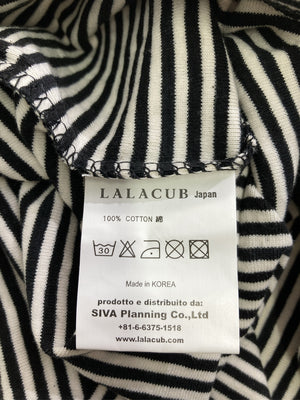 LALACUB Japan
100% COTTON 綿
30
Made in KOREA
prodotto e distribuito da:
SIVA Planning Co.,Ltd
+81-6-6375-1518
www.lalacub.com